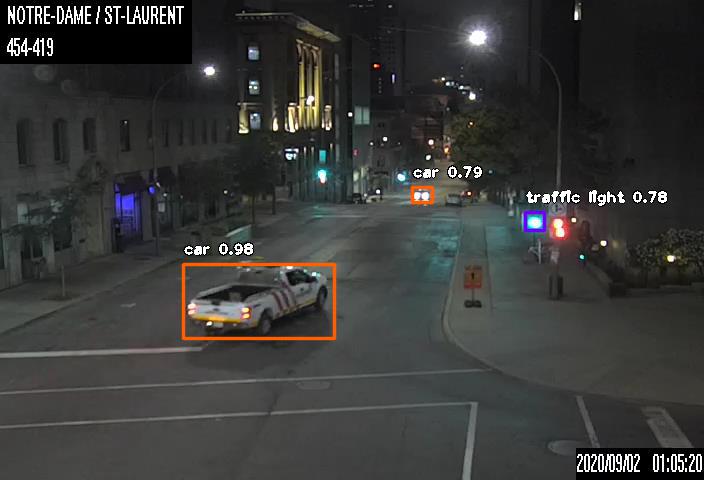 NOTRE-DAME / ST-LAURENT
454-419
car 0.79
traffic light 0.78
car 0.98
2020/09/02 01:05:20